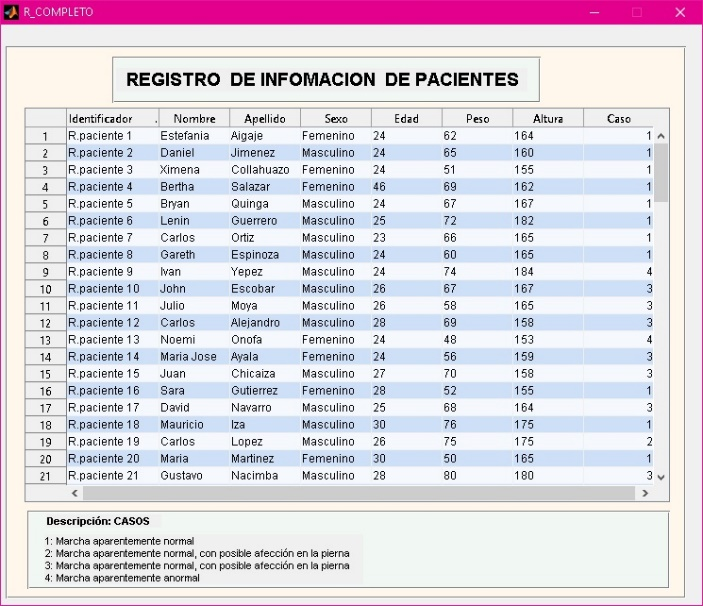 R_COMPLETO
REGISTRO DE INFOMACION DE PACIENTES
Identificador Nombre Apellido Sexo Edad Peso Altura Caso
1 R.paciente 1 Estefania Aigaje Femenino 24 62 164 1
2 R.paciente 2 Daniel Jimenez Masculino 24 65 160 1
3 R.paciente 3 Ximena Collahuazo Femenino 24 51 155 1
4 R.paciente 4 Bertha Salazar Femenino 46 69 162 1
5 R.paciente 5 Bryan Quinga Masculino 24 67 167 1
6 R.paciente 6 Lenin Guerrero Masculino 25 72 182 1
7 R.paciente 7 Carlos Ortiz Masculino 23 66 165 1
8 R.paciente 8 Gareth Espinoza Masculino 24 60 165 1
9 R.paciente 9 Ivan Yepez Masculino 24 74 184 4
10 R.paciente 10 John Escobar Masculino 26 67 167 3
11 R.paciente 11 Julio Moya Masculino 26 58 165 3
12 R.paciente 12 Carlos Alejandro Masculino 28 69 158 3
13 R.paciente 13 Noemi Onofa Femenino 24 48 153 4
14 R.paciente 14 Maria Jose Ayala Femenino 24 56 159 3
15 R.paciente 15 Juan Chicaiza Masculino 27 70 158 3
16 R.paciente 16 Sara Gutierrez Femenino 28 52 155 1
17 R.paciente 17 David Navarro Masculino 25 68 164 3
18 R.paciente 18 Mauricio Iza Masculino 30 76 175 1
19 R.paciente 19 Carlos Lopez Masculino 26 75 175 2
20 R.paciente 20 Maria Martinez Femenino 30 50 165 1
21 R.paciente 21 Gustavo Nacimba Masculino 28 80 180 3
Descripción: CASOS
1: Marcha aparentemente normal
2: Marcha aparentemente normal, con posible afección en la pierna
3: Marcha aparentemente normal, con posible afección en la pierna
4: Marcha aparentemente anormal